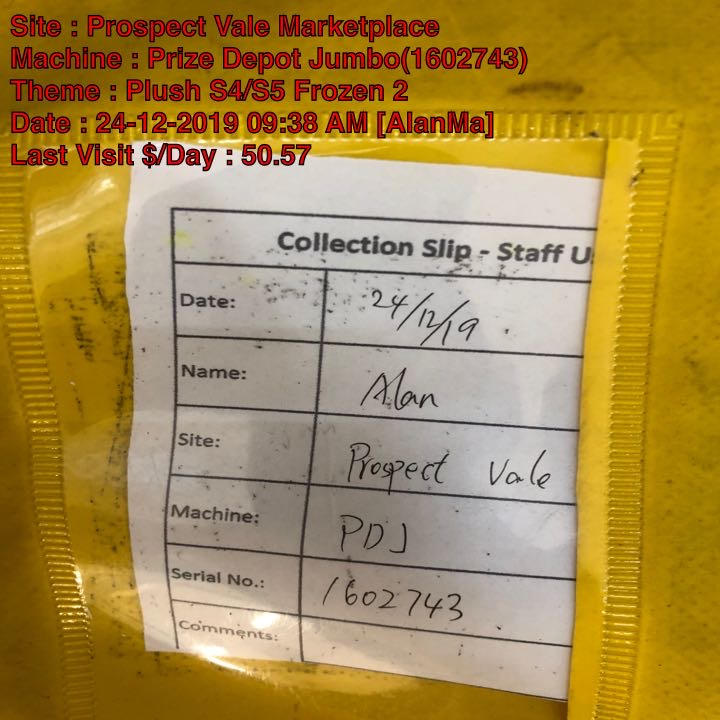 Site : Prospect Vale Marketplace
Machine : Prize Depot Jumbo(1602743)
Theme : Plush S4/S5 Frozen 2
Date : 24-12-2019 09:38 AM [AlanMa]
Last Visit $/Day : 50.57
Collection Slip - Staff U
Date: 24/12/19
Name: Alan
Site: Prospect Vale
Machine: PDJ
Serial No.: 1602743
Comments: